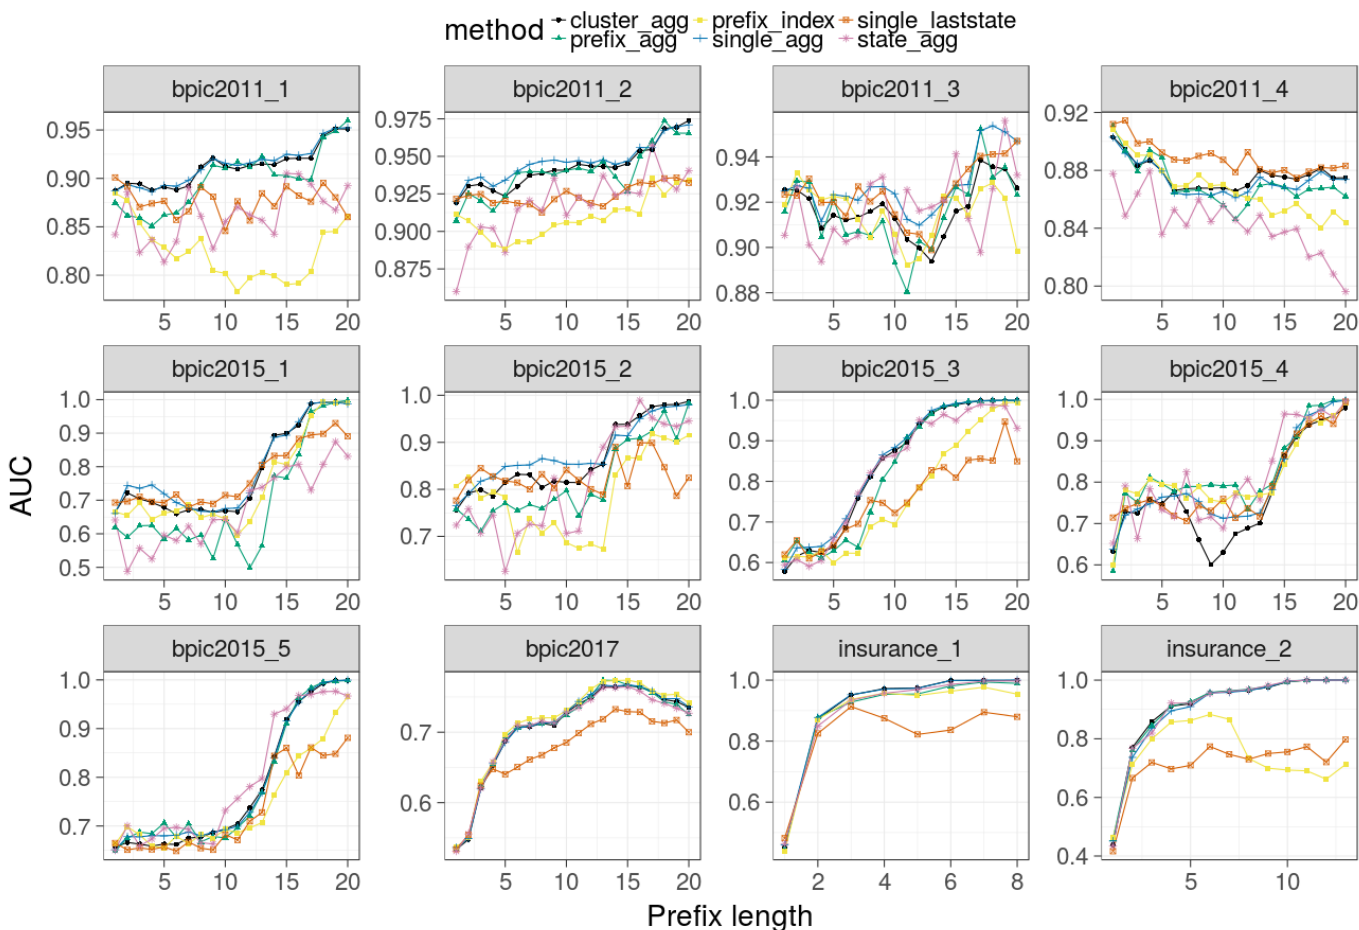 method cluster_agg prefix_index single_laststate
prefix_agg single_agg state_agg
bpic2011_1 bpic2011_2 bpic2011_3 bpic2011_4
0.95
0.90
0.85
0.80
5 10 15 20
0.975
0.950
0.925
0.900
0.875
5 10 15 20
0.94
0.92
0.90
0.88
5 10 15 20
0.92
0.88
0.84
0.80
5 10 15 20
bpic2015_1 bpic2015_2 bpic2015_3 bpic2015_4
1.0
0.9
0.8
0.7
0.6
0.5
5 10 15 20
1.0
0.9
0.8
0.7
5 10 15 20
1.0
0.9
0.8
0.7
0.6
5 10 15 20
1.0
0.9
0.8
0.7
0.6
5 10 15 20
bpic2015_5 bpic2017 insurance_1 insurance_2
1.0
0.9
0.8
0.7
5 10 15 20
0.7
0.6
5 10 15 20
1.0
0.8
0.6
2 4 6 8
1.0
0.8
0.6
0.4
5 10
AUC
Prefix length